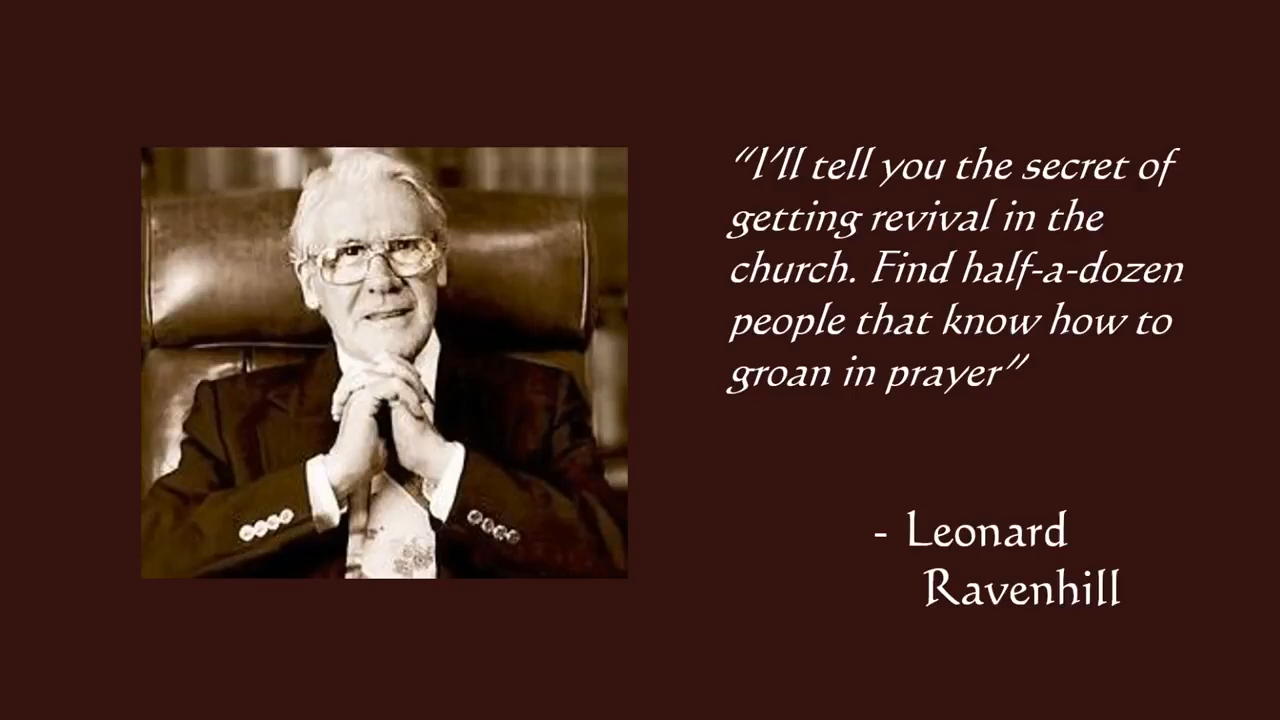 “I’ll tell you the secret of
getting revival in the
church. Find half-a-dozen
people that know how to
groan in prayer”
- Leonard
Ravenhill